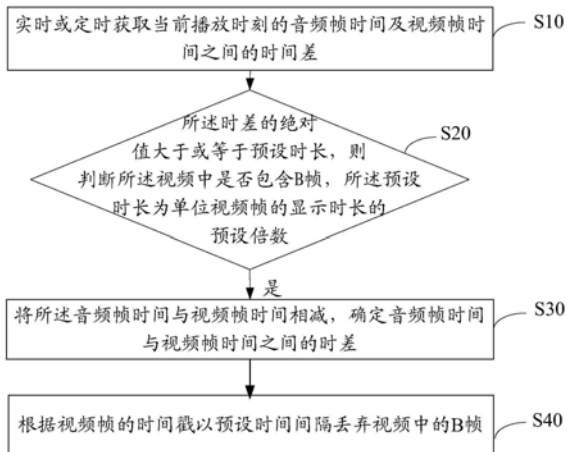 实时或定时获取当前播放时刻的音频帧时间及视频帧时
间之间的时间差
S10
所述时差的绝对
值大于或等于预设时长，则
判断所述视频中是否包含B帧，所述预设
时长为单位视频帧的显示时长的
预设倍数
S20
是
将所述音频帧时间与视频帧时间相减，确定音频帧时间
与视频帧时间之间的时差
S30
根据视频帧的时间戳以预设时间间隔丢弃视频中的B帧
S40